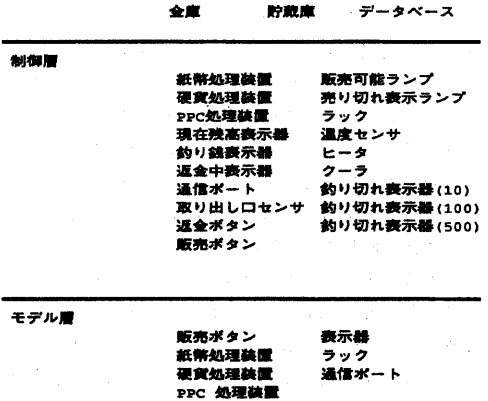 金庫 貯蔵庫 データベース
制御層
紙幣処理装置 販売可能ランプ
硬貨処理装置 売り切れ表示ランプ
PPC処理装置 ラック
現在残高表示器 温度センサ
釣り銭表示器 ヒータ
返金中表示器 クーラ
通信ポート 釣り切れ表示器(10)
取り出し口センサ 釣り切れ表示器(100)
返金ボタン 釣り切れ表示器(500)
販売ボタン
モデル層
販売ボタン 表示器
紙幣処理装置 ラック
硬貨処理装置 通信ポート
PPC 処理装置